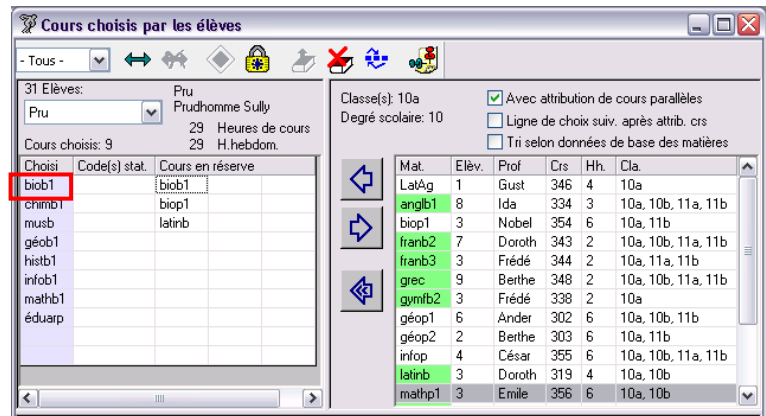 Cours choisis par les élèves
- Tous -
31 Elèves:
Pru
Pru
Prudhomme Sully
29 Heures de cours
Cours choisis: 9
29 H.hebdom.
Choisi Code(s) stat. Cours en réserve
biob1 biob1
chimb1 biop1
musb latinb
géob1
histb1
infob1
mathb1
éduarp
Classe(s): 10a
Degré scolaire: 10
Avec attribution de cours parallèles
Ligne de choix suiv. après attrib. crs
Tri selon données de base des matières
Mat. Elèv. Prof Crs Hh. Cla.
LatAg 1 Gust 346 4 10a
anglb1 8 Ida 334 3 10a, 10b, 11a, 11b
biop1 3 Nobel 354 6 10a, 11b
franb2 7 Doroth 343 2 10a, 10b, 11a, 11b
franb3 3 Frédé 344 2 10a, 11a, 11b
grec 9 Berthe 348 2 10a, 10b, 11a, 11b
gymfb2 3 Frédé 338 2 10a
géop1 6 Ander 302 6 10a, 10b, 11b
géop2 2 Berthe 303 6 10a, 11b
infop 4 César 355 6 10a, 10b, 11a, 11b
latinb 3 Doroth 319 4 10a, 10b
mathp1 3 Emile 356 6 10a, 10b